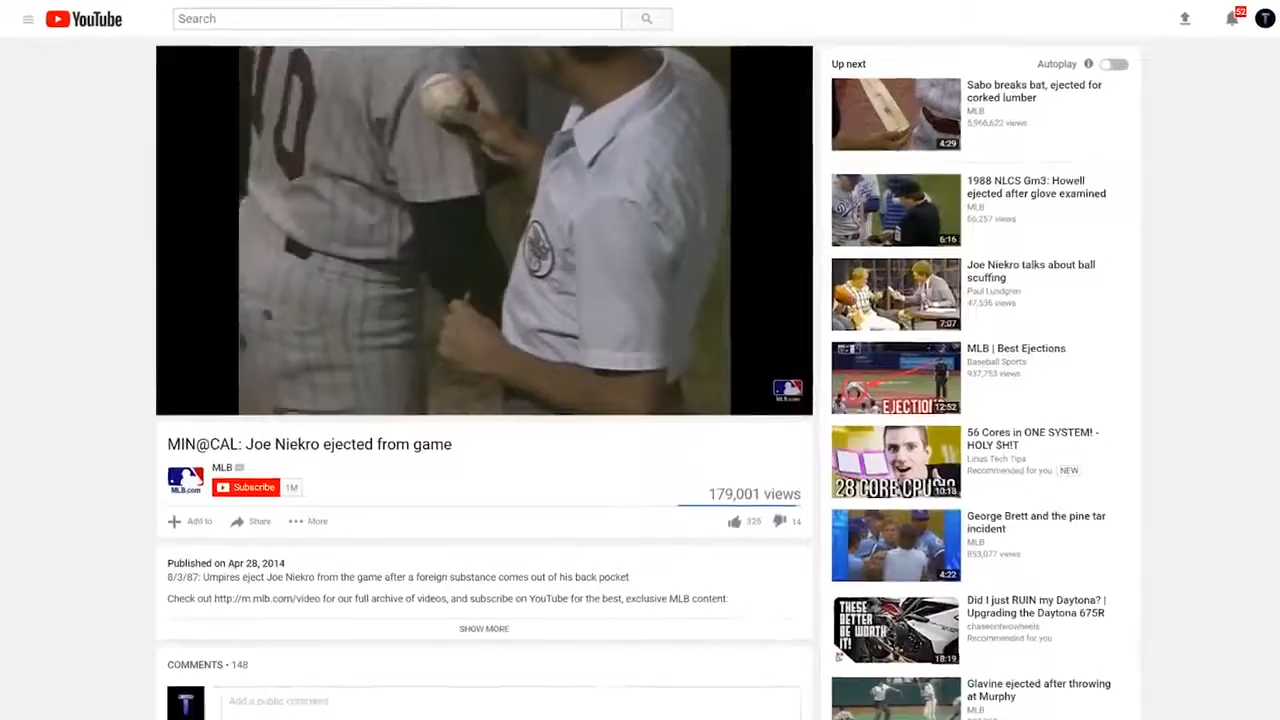 YouTube
Search
52
T
0
MLB.com
MIN@CAL: Joe Niekro ejected from game
MLB
MLB.com
Subscribe 1M
179,001 views
Add to Share More
325 14
Published on Apr 28, 2014
8/3/87: Umpires eject Joe Niekro from the game after a foreign substance comes out of his back pocket
Check out http://m.mlb.com/video for our full archive of videos, and subscribe on YouTube for the best, exclusive MLB content:
SHOW MORE
COMMENTS • 148
T
Add a public comment
Up next
Autoplay
Sabo breaks bat, ejected for
corked lumber
MLB
5,966,622 views
4:29
1988 NLCS Gm3: Howell
ejected after glove examined
MLB
66,257 views
6:16
Joe Niekro talks about ball
scuffing
Paul Lundgren
47,536 views
7:07
MLB | Best Ejections
Baseball Sports
937,753 views
EJECTIO
12:52
56 Cores in ONE SYSTEM! -
HOLY $H!T
Linus Tech Tips
Recommended for you NEW
28 CORE CPU
10:18
George Brett and the pine tar
incident
MLB
853,077 views
4:22
Did I just RUIN my Daytona? |
Upgrading the Daytona 675R
chaseontwowheels
Recommended for you
THESE
BETTER
BE WORTH
IT!
18:19
Glavine ejected after throwing
at Murphy
MLB